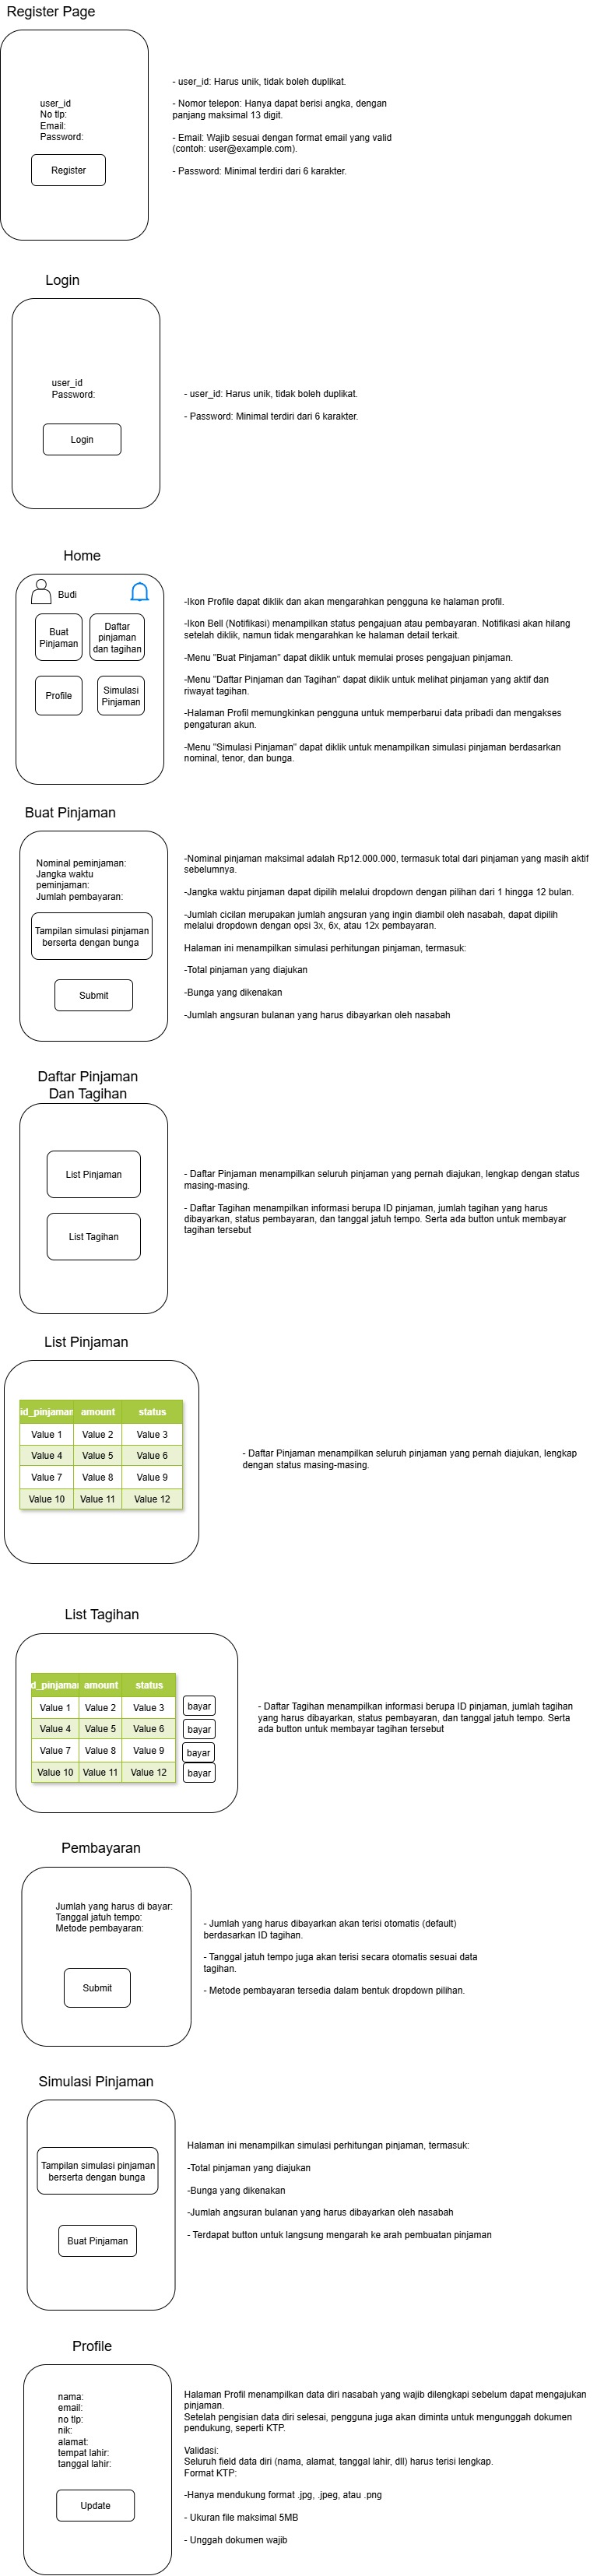 Register Page
user_id
No tlp:
Email:
Password:
Register
- user_id: Harus unik, tidak boleh duplikat.
- Nomor telepon: Hanya dapat berisi angka, dengan
panjang maksimal 13 digit.
- Email: Wajib sesuai dengan format email yang valid
(contoh: user@example.com).
- Password: Minimal terdiri dari 6 karakter.
Login
user_id
Password:
Login
- user_id: Harus unik, tidak boleh duplikat.
- Password: Minimal terdiri dari 6 karakter.
Home
Budi
Buat
Pinjaman
Daftar
pinjaman
dan tagihan
Profile
Simulasi
Pinjaman
-Ikon Profile dapat diklik dan akan mengarahkan pengguna ke halaman profil.
-Ikon Bell (Notifikasi) menampilkan status pengajuan atau pembayaran. Notifikasi akan hilang
setelah diklik, namun tidak mengarahkan ke halaman detail terkait.
-Menu "Buat Pinjaman" dapat diklik untuk memulai proses pengajuan pinjaman.
-Menu "Daftar Pinjaman dan Tagihan" dapat diklik untuk melihat pinjaman yang aktif dan
riwayat tagihan.
-Halaman Profil memungkinkan pengguna untuk memperbarui data pribadi dan mengakses
pengaturan akun.
-Menu "Simulasi Pinjaman" dapat diklik untuk menampilkan simulasi pinjaman berdasarkan
nominal, tenor, dan bunga.
Buat Pinjaman
Nominal peminjaman:
Jangka waktu
peminjaman:
Jumlah pembayaran:
Tampilan simulasi pinjaman
berserta dengan bunga
Submit
-Nominal pinjaman maksimal adalah Rp12.000.000, termasuk total dari pinjaman yang masih aktif
sebelumnya.
-Jangka waktu pinjaman dapat dipilih melalui dropdown dengan pilihan dari 1 hingga 12 bulan.
-Jumlah cicilan merupakan jumlah angsuran yang ingin diambil oleh nasabah, dapat dipilih
melalui dropdown dengan opsi 3x, 6x, atau 12x pembayaran.
Halaman ini menampilkan simulasi perhitungan pinjaman, termasuk:
-Total pinjaman yang diajukan
-Bunga yang dikenakan
-Jumlah angsuran bulanan yang harus dibayarkan oleh nasabah
Daftar Pinjaman
Dan Tagihan
List Pinjaman
List Tagihan
- Daftar Pinjaman menampilkan seluruh pinjaman yang pernah diajukan, lengkap dengan status
masing-masing.
- Daftar Tagihan menampilkan informasi berupa ID pinjaman, jumlah tagihan yang harus
dibayarkan, status pembayaran, dan tanggal jatuh tempo. Serta ada button untuk membayar
tagihan tersebut
List Pinjaman
id_pinjaman amount status
Value 1 Value 2 Value 3
Value 4 Value 5 Value 6
Value 7 Value 8 Value 9
Value 10 Value 11 Value 12
- Daftar Pinjaman menampilkan seluruh pinjaman yang pernah diajukan, lengkap
dengan status masing-masing.
List Tagihan
d_pinjaman amount status
Value 1 Value 2 Value 3 bayar
Value 4 Value 5 Value 6 bayar
Value 7 Value 8 Value 9 bayar
Value 10 Value 11 Value 12 bayar
- Daftar Tagihan menampilkan informasi berupa ID pinjaman, jumlah tagihan
yang harus dibayarkan, status pembayaran, dan tanggal jatuh tempo. Serta
ada button untuk membayar tagihan tersebut
Pembayaran
Jumlah yang harus di bayar:
Tanggal jatuh tempo:
Metode pembayaran:
Submit
- Jumlah yang harus dibayarkan akan terisi otomatis (default)
berdasarkan ID tagihan.
- Tanggal jatuh tempo juga akan terisi secara otomatis sesuai data
tagihan.
- Metode pembayaran tersedia dalam bentuk dropdown pilihan.
Simulasi Pinjaman
Tampilan simulasi pinjaman
berserta dengan bunga
Buat Pinjaman
Halaman ini menampilkan simulasi perhitungan pinjaman, termasuk:
-Total pinjaman yang diajukan
-Bunga yang dikenakan
-Jumlah angsuran bulanan yang harus dibayarkan oleh nasabah
- Terdapat button untuk langsung mengarah ke arah pembuatan pinjaman
Profile
nama:
email:
no tlp:
nik:
alamat:
tempat lahir:
tanggal lahir:
Update
Halaman Profil menampilkan data diri nasabah yang wajib dilengkapi sebelum dapat mengajukan
pinjaman.
Setelah pengisian data diri selesai, pengguna juga akan diminta untuk mengunggah dokumen
pendukung, seperti KTP.
Validasi:
Seluruh field data diri (nama, alamat, tanggal lahir, dll) harus terisi lengkap.
Format KTP:
-Hanya mendukung format .jpg, .jpeg, atau .png
- Ukuran file maksimal 5MB
- Unggah dokumen wajib